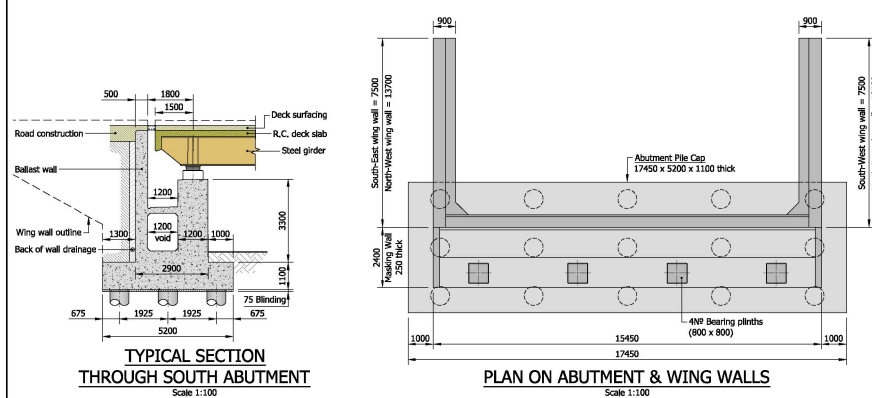 500
1800
1500
Deck surfacing
Road construction
R.C. deck slab
Steel girder
Ballast wall
1200
3300
Wing wall outline
1300
1200
void
1200
1000
Back of wall drainage
2900
1100
75 Blinding
675
1925
1925
675
5200
TYPICAL SECTION
THROUGH SOUTH ABUTMENT
Scale 1:100
900
900
South-East wing wall = 7500
North-West wing wall = 13700
South-West wing wall = 7500
Abutment Pile Cap
17450 x 5200 x 1100 thick
2400
Masking Wall
250 thick
4Nº Bearing plinths
(800 x 800)
1000
15450
1000
17450
PLAN ON ABUTMENT & WING WALLS
Scale 1:100